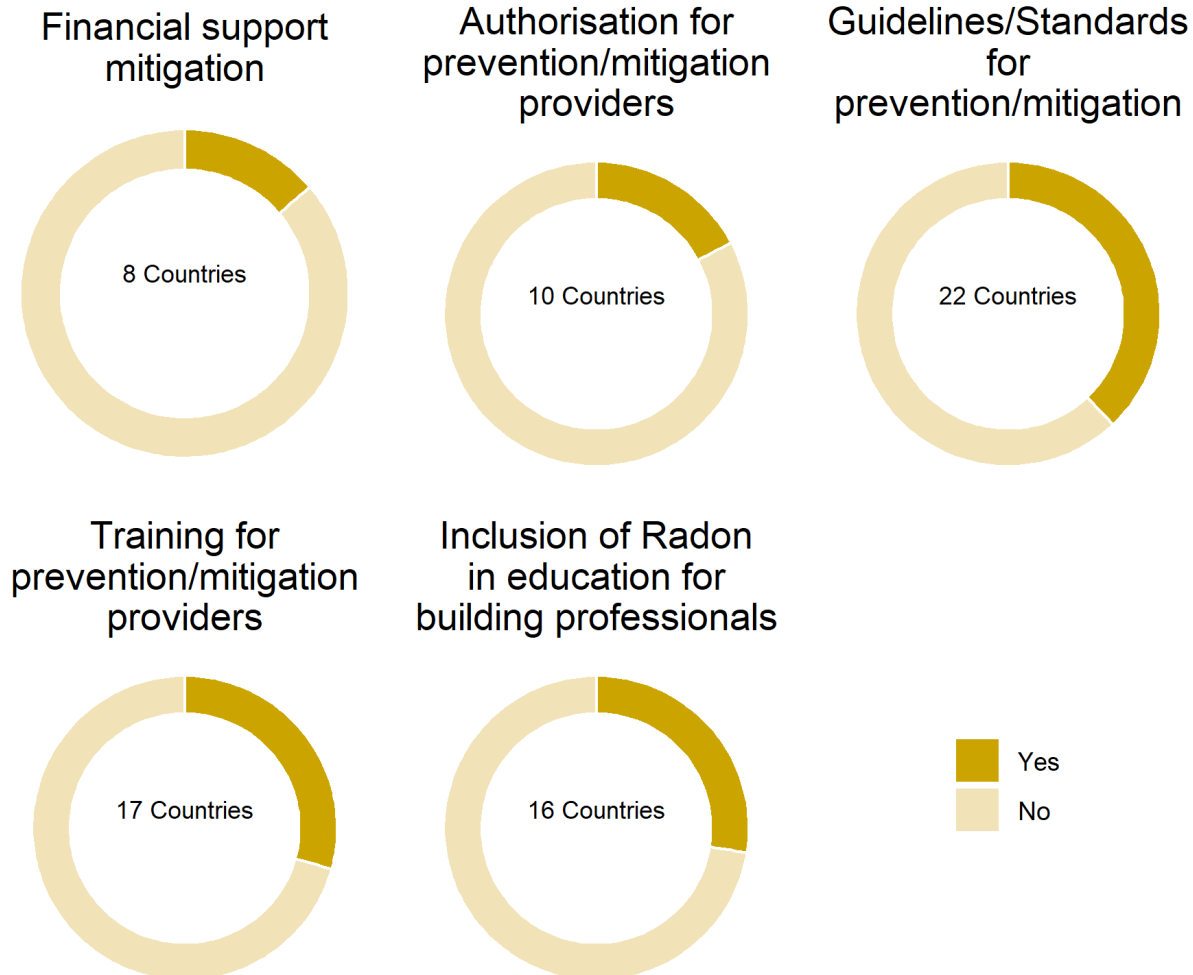 Financial support
mitigation
8 Countries
Authorisation for
prevention/mitigation
providers
10 Countries
Guidelines/Standards
for
prevention/mitigation
22 Countries
Training for
prevention/mitigation
providers
17 Countries
Inclusion of Radon
in education for
building professionals
16 Countries
Yes
No